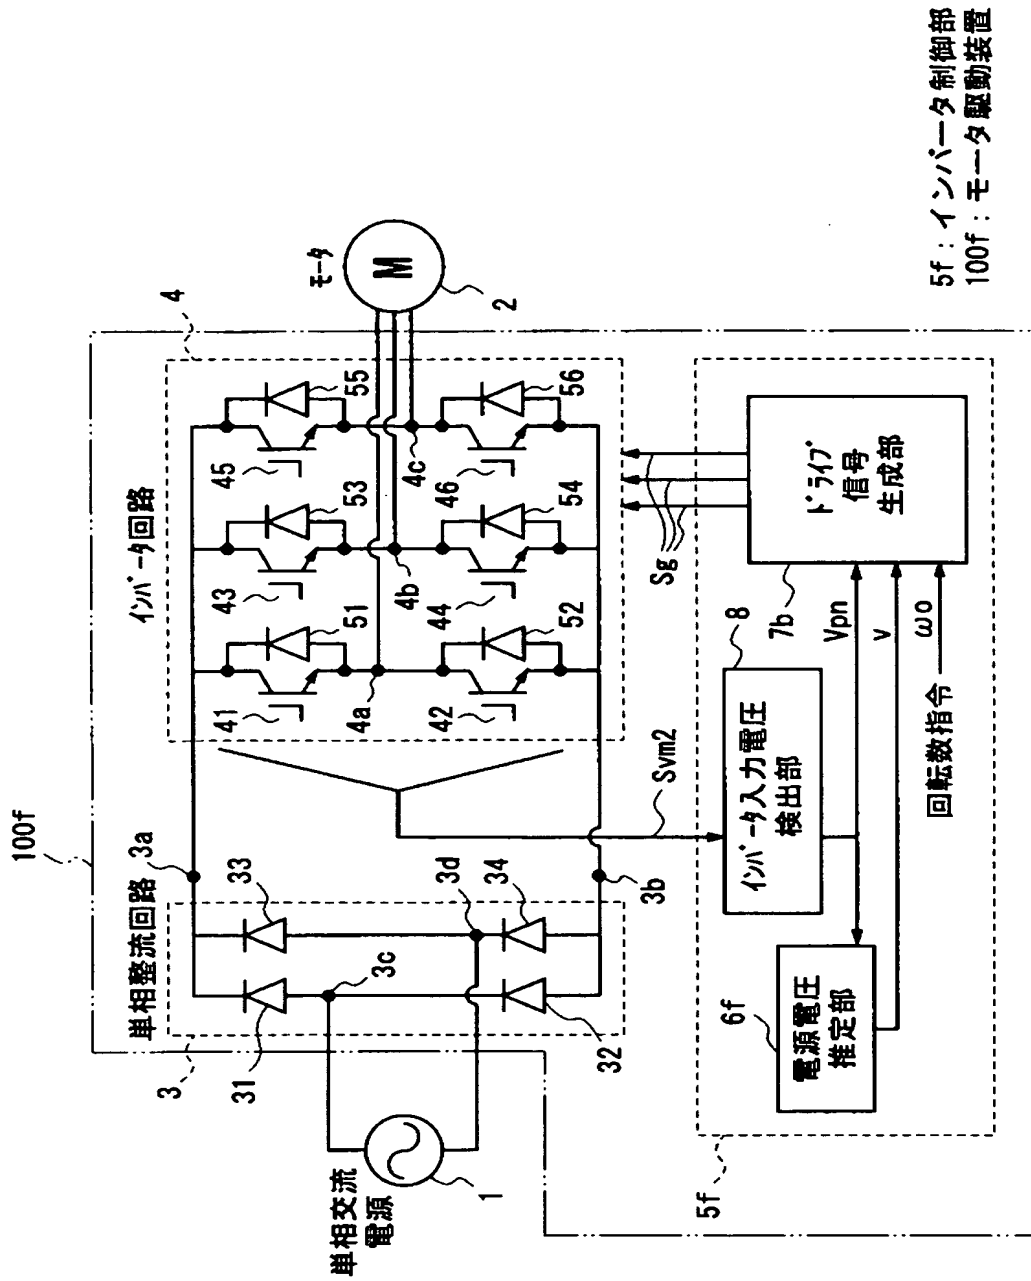 100f
単相交流
電源
1
単相整流回路
3
31
32
33
34
3a
3b
3c
3d
インバータ回路
4
41
42
43
44
45
46
51
52
53
54
55
56
4a
4b
4c
モータ
M
2
Svm2
Sg
5f
電源電圧
推定部
6f
インバータ入力電圧
検出部
8
ドライブ
信号
生成部
7b
Vpn
v
ωo
回転数指令
5f：インバータ制御部
100f：モータ駆動装置